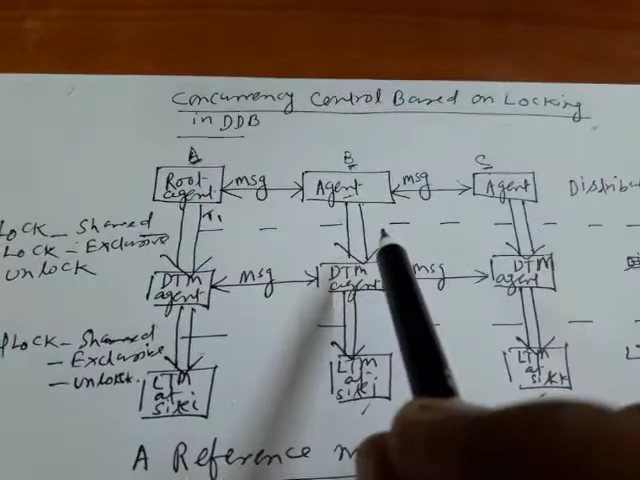 Concurrency Control Based on Locking
in DDB
A B C
Root agent msg Agent msg Agent Distribu
T1
LOCK - Shared
LOCK - Exclusive
unlock
DTM agent msg DTM agent msg DTM agent
LOCK - Shared
- Exclusive
- unlock.
LTM at site i LTM at site j LTM at site k
A Reference m